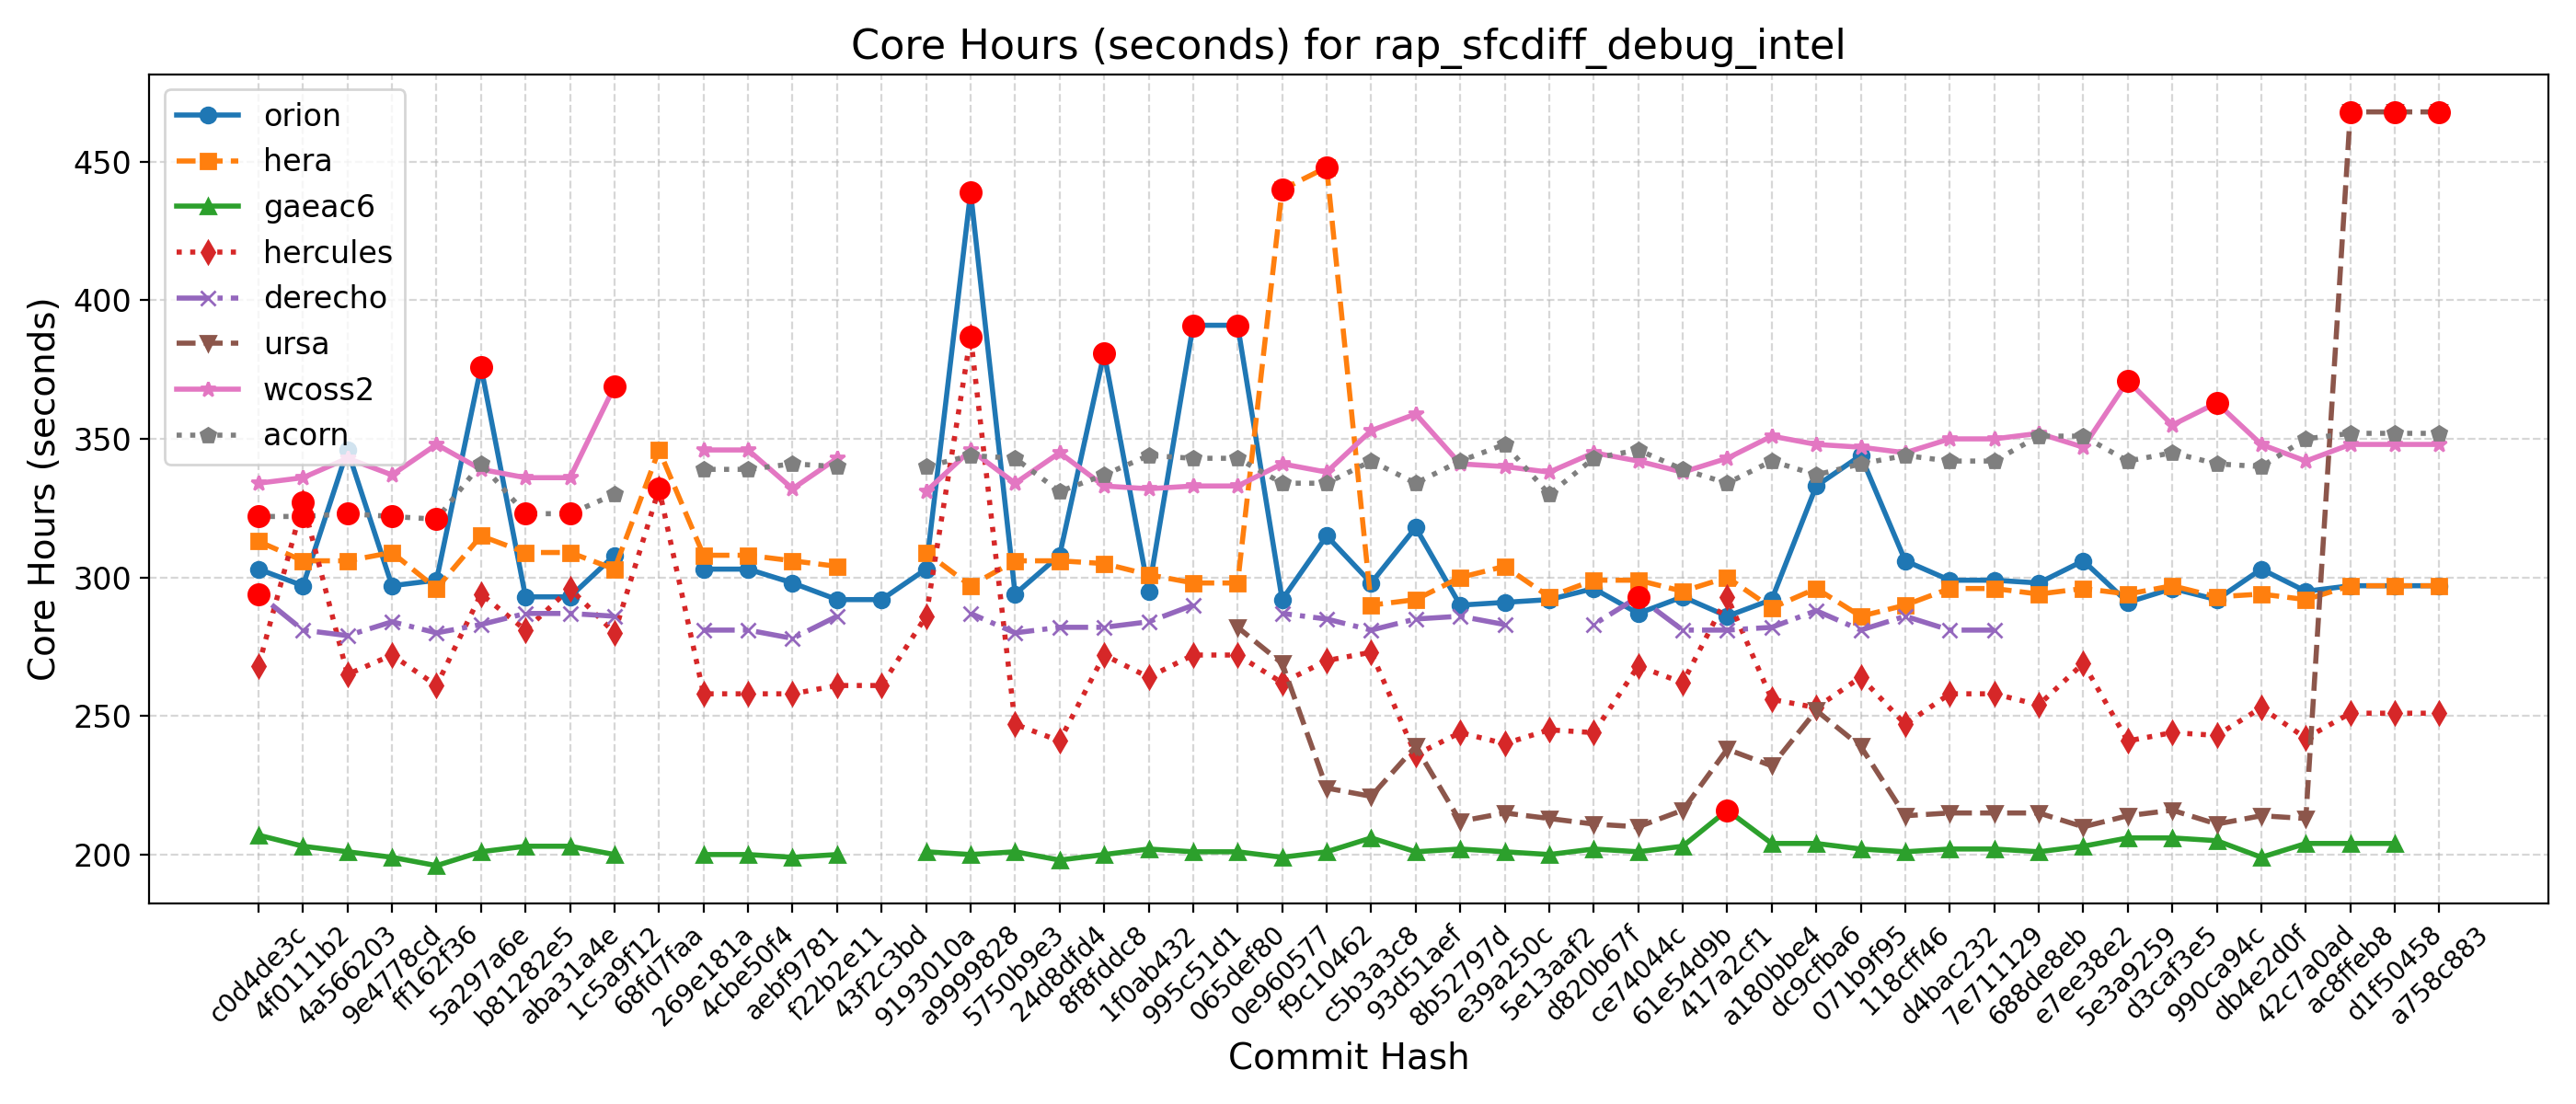 Core Hours (seconds) for rap_sfcdiff_debug_intel
orion
hera
gaeac6
hercules
derecho
ursa
wcoss2
acorn
Core Hours (seconds)
450
400
350
300
250
200
c0d4de3c
4f0111b2
4a566203
9e4778cd
ff162f36
5a297a6e
b81282e5
aba31a4e
1c5a9f12
68fd7faa
269e181a
4cbe50f4
aebf9781
f22b2e11
43f2c3bd
9193010a
a9999828
5750b9e3
24d8dfd4
8f8fddc8
1f0ab432
995c51d1
065def80
0e960577
f9c10462
c5b3a3c8
93d51aef
8b52797d
e39a250c
5e13aaf2
d820b67f
ce74044c
61e54d9b
417a2cf1
a180bbe4
dc9cfba6
071b9f95
118cff46
d4bac232
7e711129
688de8eb
e7ee38e2
5e3a9259
d3caf3e5
990ca94c
db4e2d0f
42c7a0ad
ac8ffeb8
d1f50458
a758c883
Commit Hash